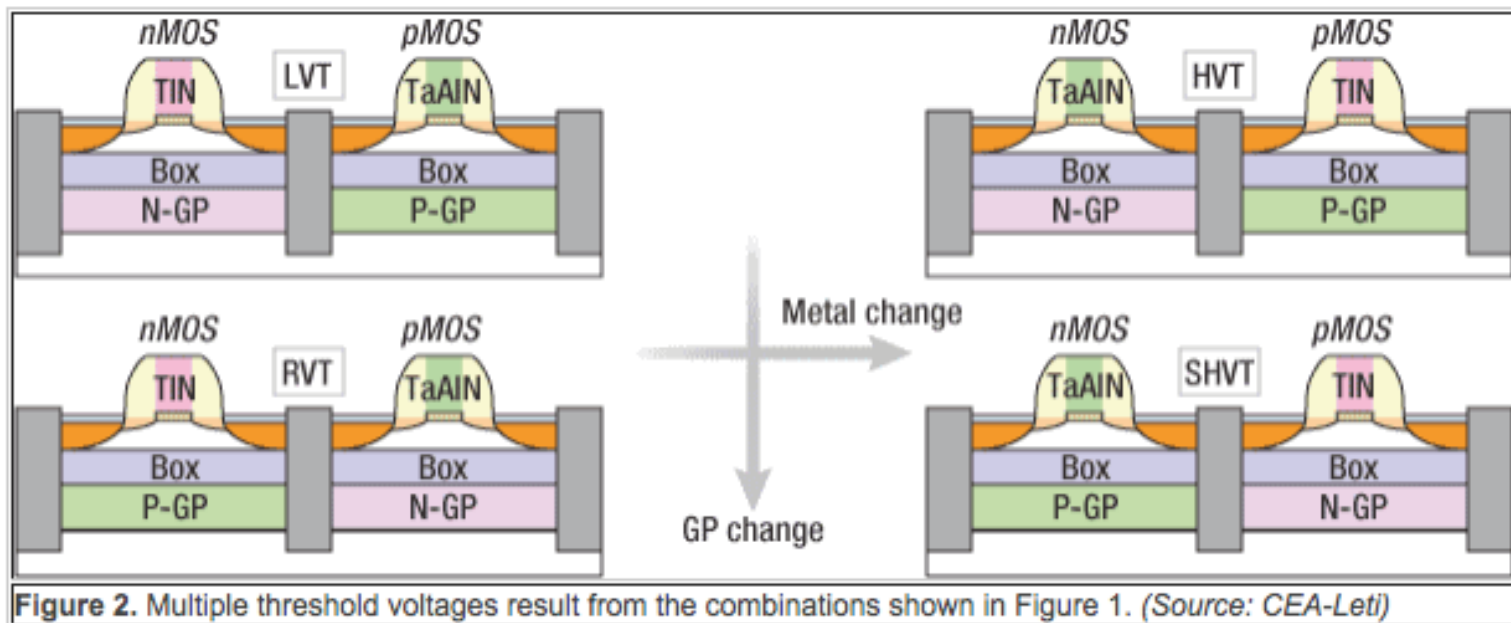 nMOS pMOS nMOS pMOS
TIN LVT TaAIN TaAIN HVT TIN
Box Box Box Box
N-GP P-GP N-GP P-GP
Metal change
nMOS pMOS nMOS pMOS
TIN RVT TaAIN TaAIN SHVT TIN
Box Box Box Box
P-GP N-GP P-GP N-GP
GP change
Figure 2. Multiple threshold voltages result from the combinations shown in Figure 1. (Source: CEA-Leti)